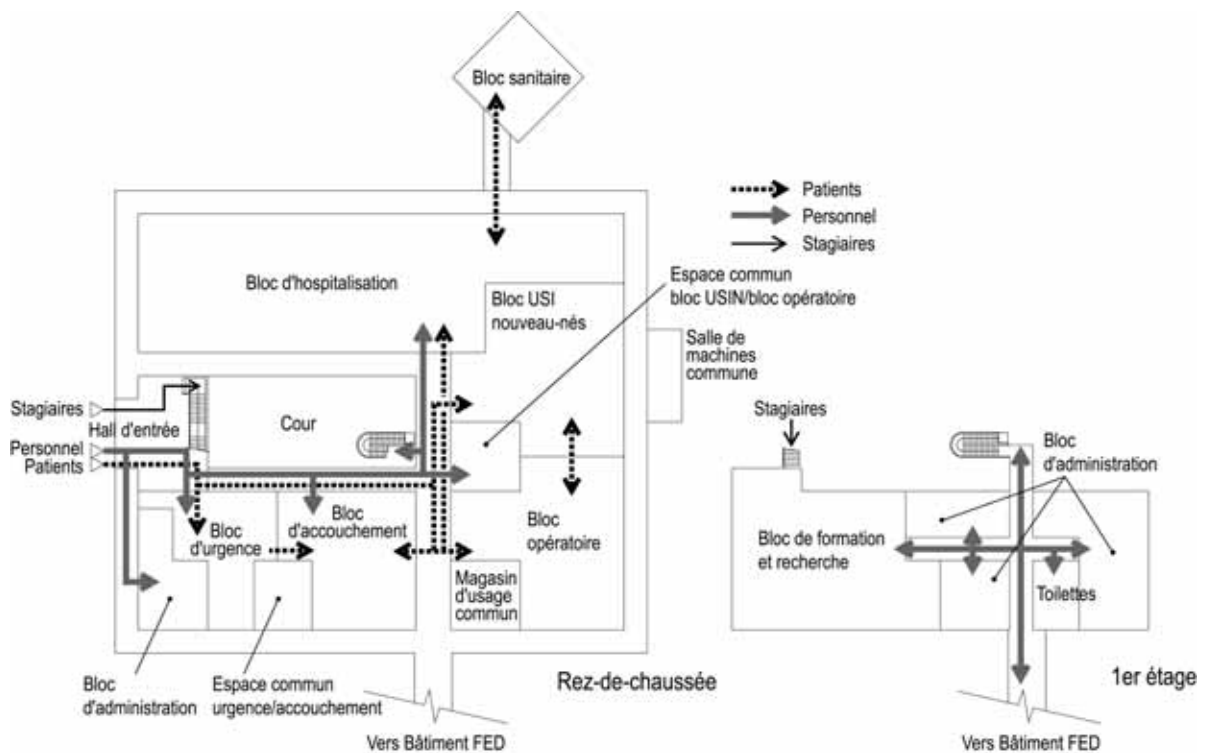 Bloc sanitaire
Patients
Personnel
Stagiaires
Bloc d'hospitalisation
Espace commun
bloc USIN/bloc opératoire
Bloc USI
nouveau-nés
Salle de
machines
commune
Stagiaires
Hall d'entrée
Cour
Personnel
Patients
Bloc
d'urgence
Bloc
d'accouchement
Bloc
opératoire
Magasin
d'usage
commun
Bloc
d'administration
Espace commun
urgence/accouchement
Rez-de-chaussée
Vers Bâtiment FED
Stagiaires
Bloc
d'administration
Bloc de formation
et recherche
Toilettes
1er étage
Vers Bâtiment FED